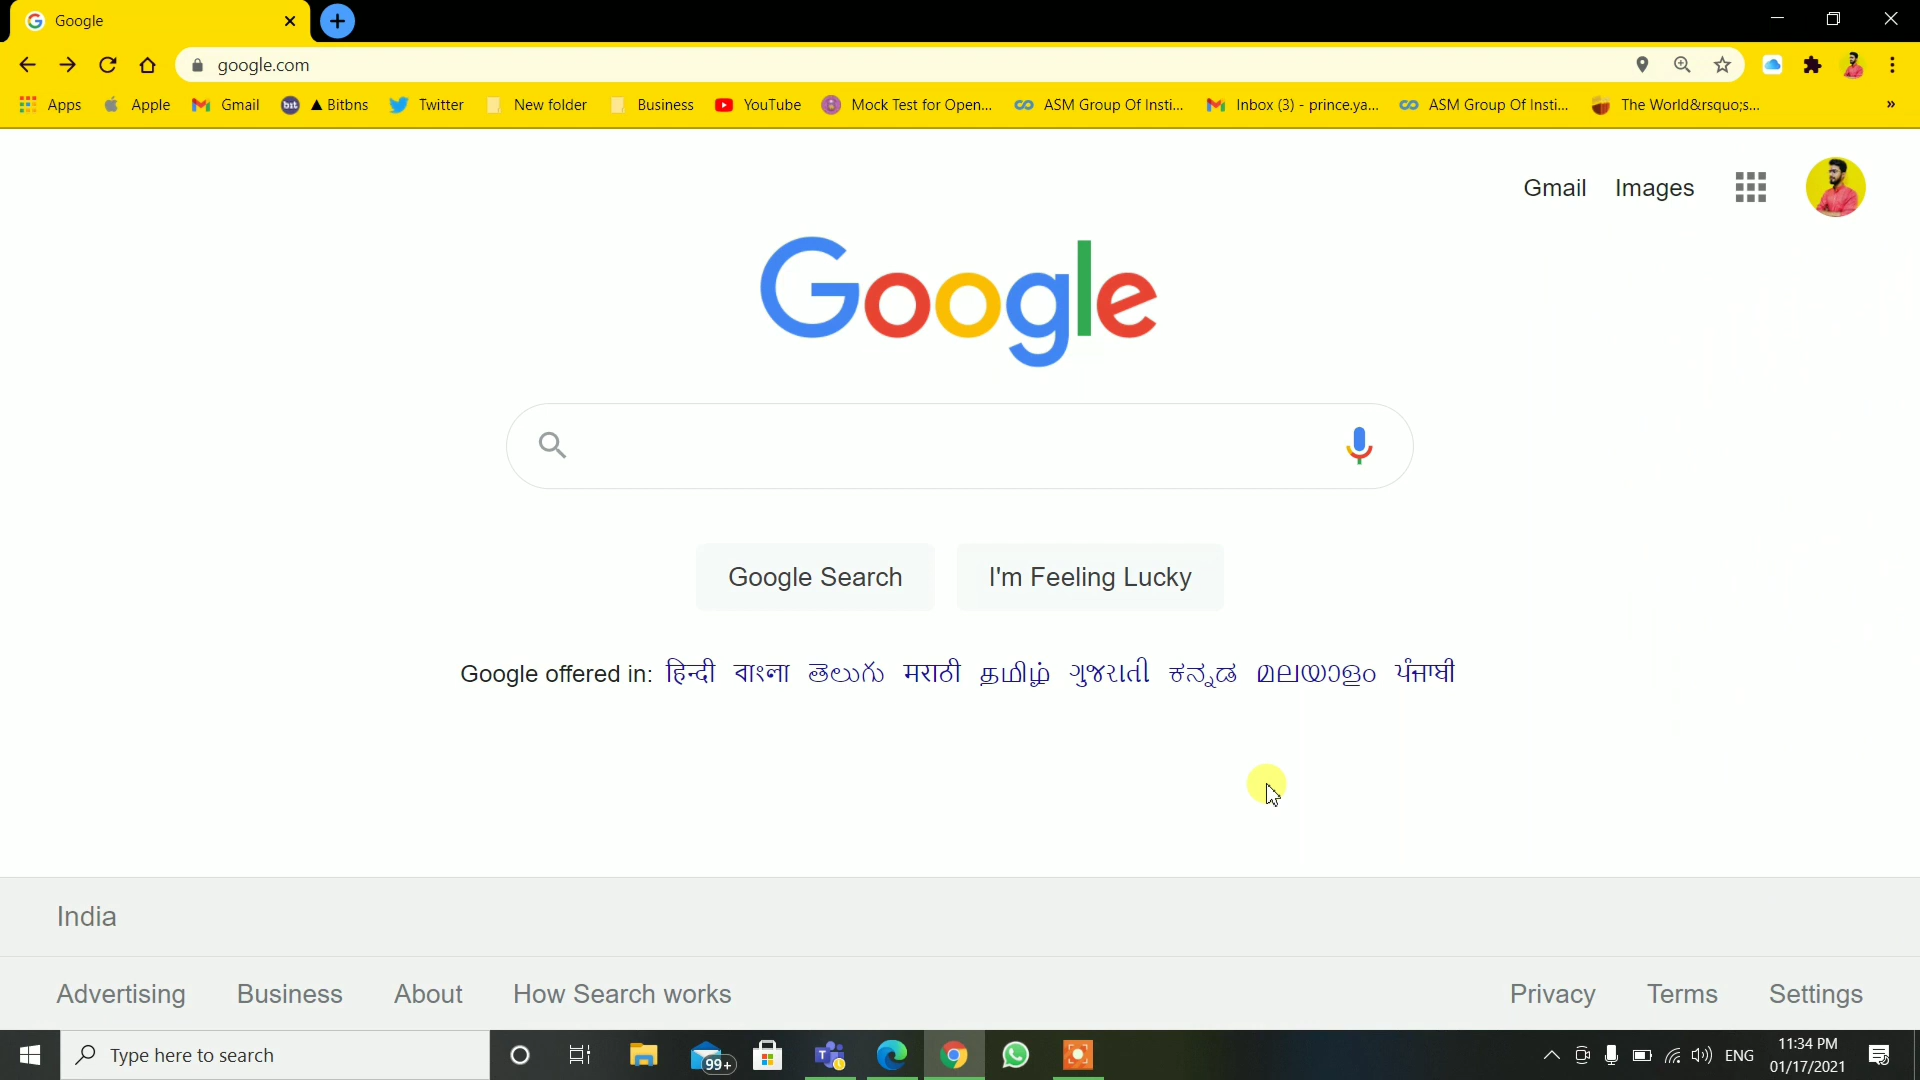 Google
google.com
Apps Apple Gmail bit ▲ Bitbns Twitter New folder Business YouTube Mock Test for Open... ASM Group Of Insti... Inbox (3) - prince.ya... ASM Group Of Insti... The World&rsquo;s... »
Gmail Images
Google
Google Search I'm Feeling Lucky
Google offered in: हिन्दी বাংলা తెలుగు मराठी தமிழ் ગુજરાતી ಕನ್ನಡ മലയാളം ਪੰਜਾਬੀ
India
Advertising Business About How Search works Privacy Terms Settings
Type here to search 99+ ENG 11:34 PM
01/17/2021